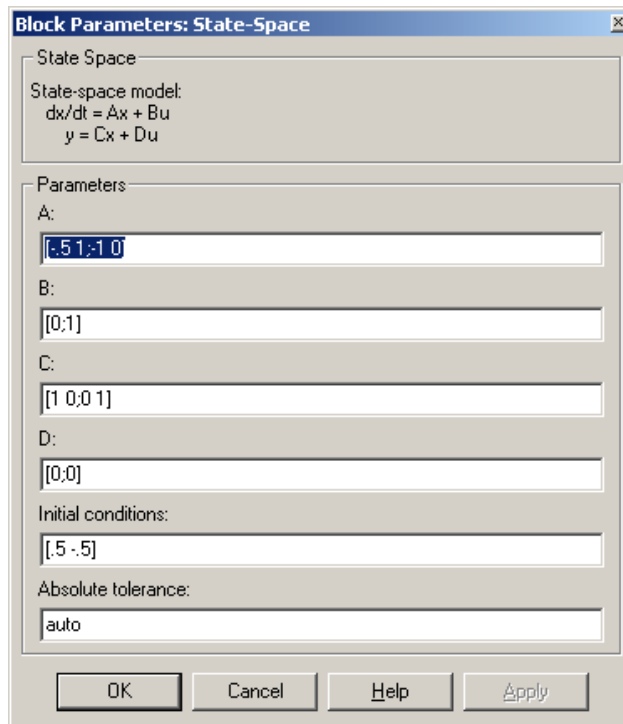 Block Parameters: State-Space
State Space
State-space model:
dx/dt = Ax + Bu
y = Cx + Du
Parameters
A:
[-.5 1;-1 0]
B:
[0;1]
C:
[1 0;0 1]
D:
[0;0]
Initial conditions:
[.5 -.5]
Absolute tolerance:
auto
OK Cancel Help Apply